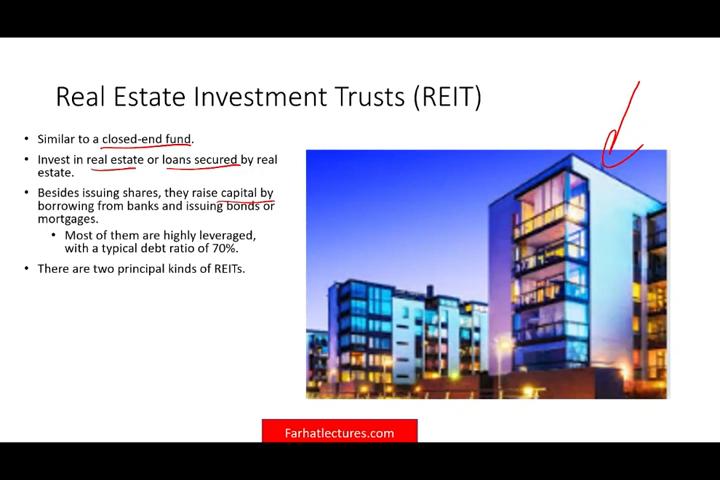 Real Estate Investment Trusts (REIT)
• Similar to a closed-end fund.
• Invest in real estate or loans secured by real
estate.
• Besides issuing shares, they raise capital by
borrowing from banks and issuing bonds or
mortgages.
• Most of them are highly leveraged,
with a typical debt ratio of 70%.
• There are two principal kinds of REITs.
Farhatlectures.com